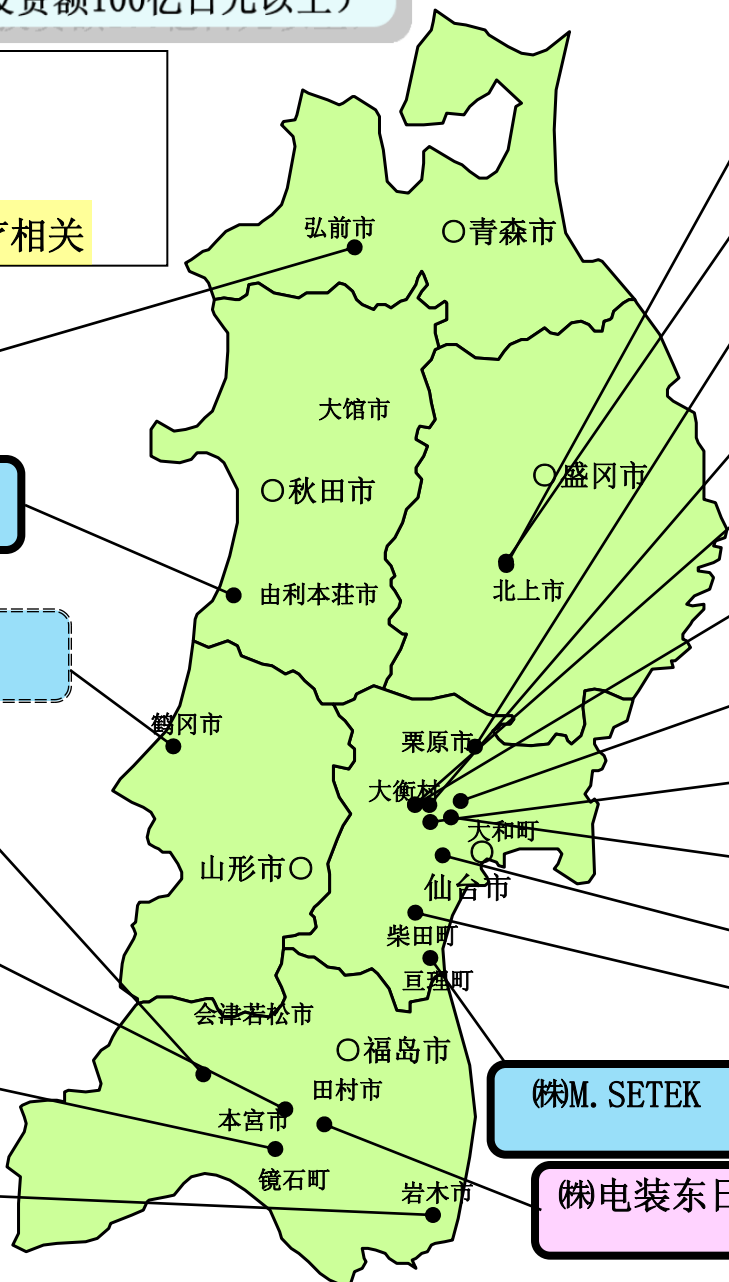 投资额100亿日元以上）
疗相关
弘前市
青森市
大馆市
秋田市
盛冈市
北上市
由利本荘市
鹤冈市
栗原市
大衡村
大和町
山形市
仙台市
柴田町
亘理町
会津若松市
福岛市
田村市
本宫市
镜石町
岩木市
㈱M. SETEK
㈱电装东日